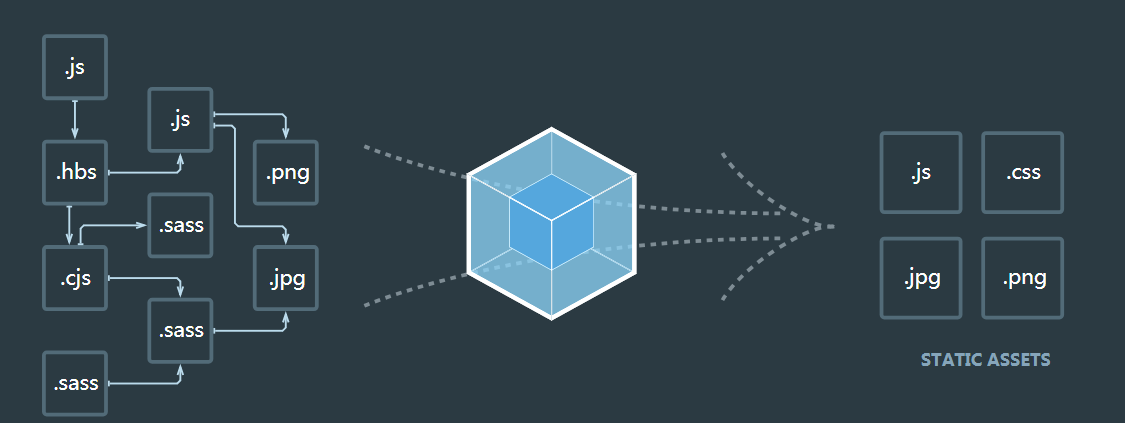 .js
.js
.hbs
.png
.sass
.cjs
.jpg
.sass
.sass
.js
.css
.jpg
.png
STATIC ASSETS